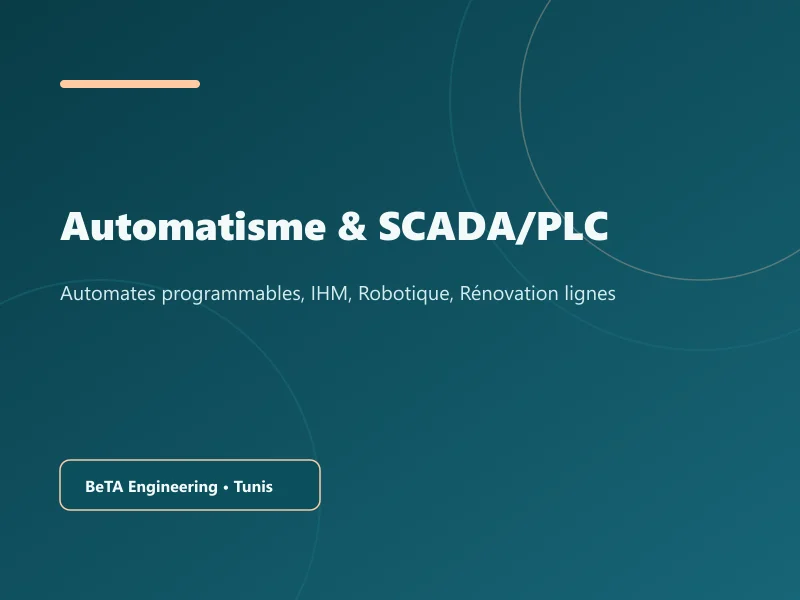 Automatisme & SCADA/PLC
Automates programmables, IHM, Robotique, Rénovation lignes
BeTA Engineering • Tunis